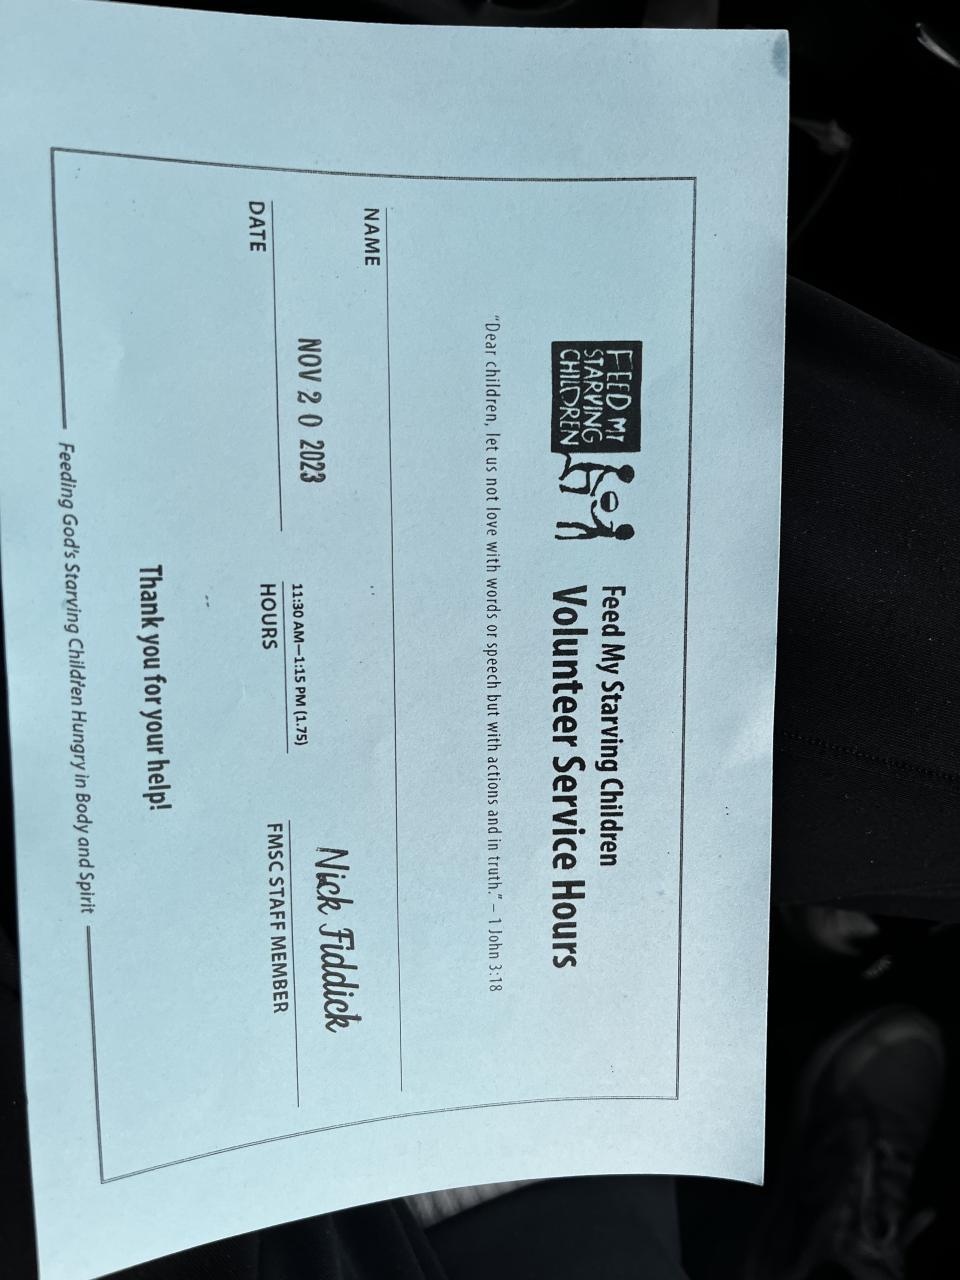 FEED MY
STARVING
CHILDREN
Feed My Starving Children
Volunteer Service Hours
"Dear children, let us not love with words or speech but with actions and in truth." – 1 John 3:18
NAME
NOV 2 0 2023
11:30 AM–1:15 PM (1.75)
Nick Fiddick
DATE
HOURS
FMSC STAFF MEMBER
Thank you for your help!
Feeding God's Starving Children Hungry in Body and Spirit